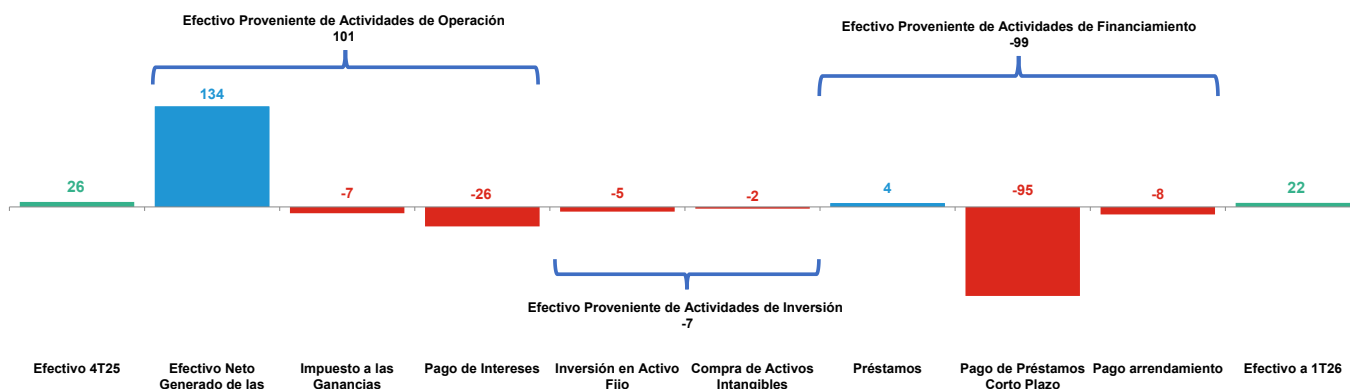 Efectivo Proveniente de Actividades de Operación
101
Efectivo Proveniente de Actividades de Financiamiento
-99
134
26
-7
-26
-5
-2
4
-95
-8
22
Efectivo Proveniente de Actividades de Inversión
-7
Efectivo 4T25
Efectivo Neto
Generado de las
Impuesto a las
Ganancias
Pago de Intereses
Inversión en Activo
Fijo
Compra de Activos
Intangibles
Préstamos
Pago de Préstamos
Corto Plazo
Pago arrendamiento
Efectivo a 1T26